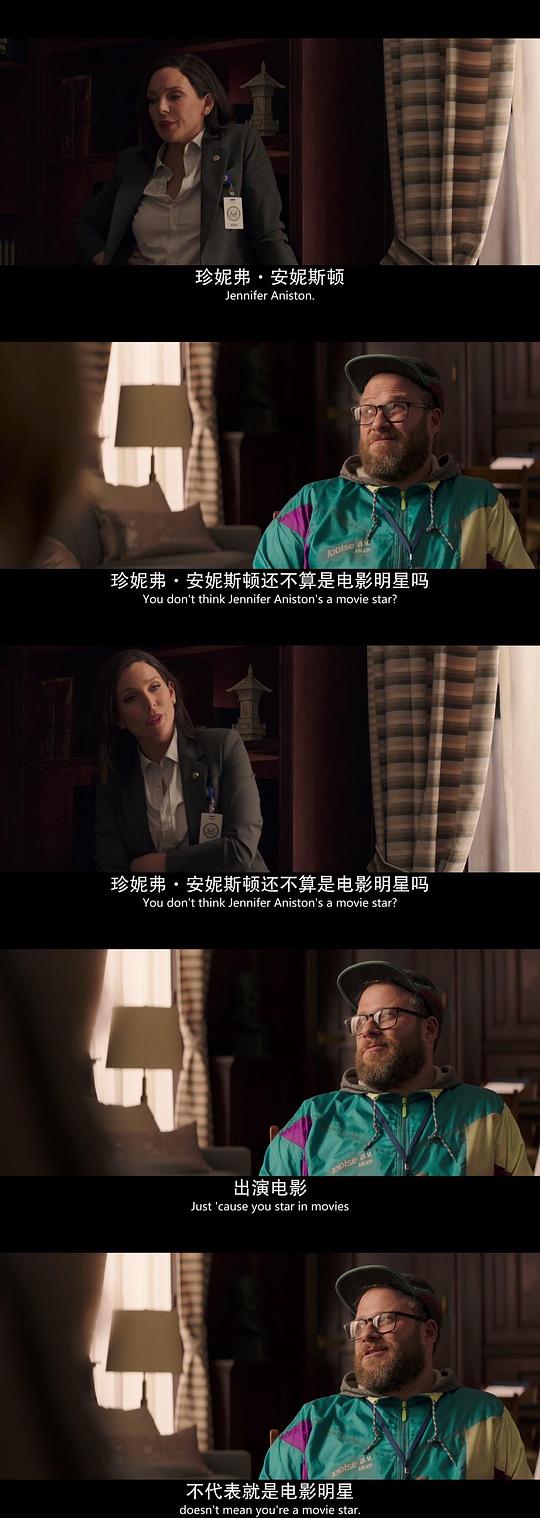 珍妮弗·安妮斯顿
Jennifer Aniston.
珍妮弗·安妮斯顿还不算是电影明星吗
You don't think Jennifer Aniston's a movie star?
珍妮弗·安妮斯顿还不算是电影明星吗
You don't think Jennifer Aniston's a movie star?
出演电影
Just 'cause you star in movies
不代表就是电影明星
doesn't mean you're a movie star.